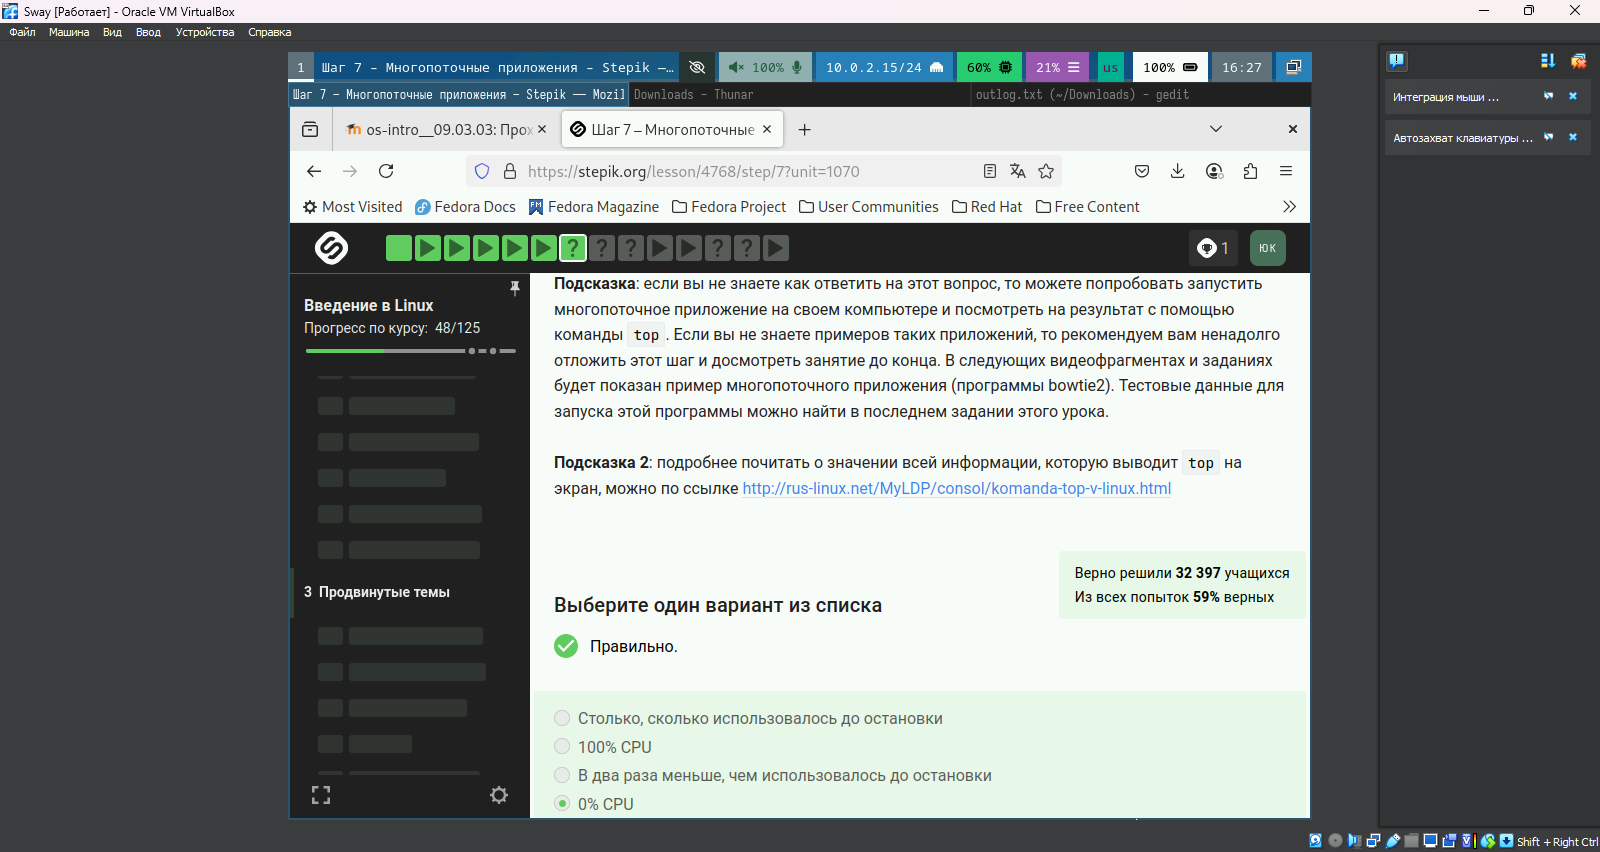 Sway [Работает] - Oracle VM VirtualBox
Файл Машина Вид Ввод Устройства Справка
1 Шаг 7 – Многопоточные приложения – Stepik —… 100% 10.0.2.15/24 60% 21% us 100% 16:27
Шаг 7 – Многопоточные приложения – Stepik —— Mozil Downloads – Thunar outlog.txt (~/Downloads) – gedit
os-intro__09.03.03: Прох Шаг 7 – Многопоточные
https://stepik.org/lesson/4768/step/7?unit=1070
Most Visited Fedora Docs Fedora Magazine Fedora Project User Communities Red Hat Free Content
? ? ? ? ? 1 ЮК
Введение в Linux
Прогресс по курсу: 48/125
3 Продвинутые темы
Подсказка: если вы не знаете как ответить на этот вопрос, то можете попробовать запустить
многопоточное приложение на своем компьютере и посмотреть на результат с помощью
команды top. Если вы не знаете примеров таких приложений, то рекомендуем вам ненадолго
отложить этот шаг и досмотреть занятие до конца. В следующих видеофрагментах и заданиях
будет показан пример многопоточного приложения (программы bowtie2). Тестовые данные для
запуска этой программы можно найти в последнем задании этого урока.
Подсказка 2: подробнее почитать о значении всей информации, которую выводит top на
экран, можно по ссылке http://rus-linux.net/MyLDP/consol/komanda-top-v-linux.html
Верно решили 32 397 учащихся
Из всех попыток 59% верных
Выберите один вариант из списка
Правильно.
Столько, сколько использовалось до остановки
100% CPU
В два раза меньше, чем использовалось до остановки
0% CPU
Интеграция мыши ...
Автозахват клавиатуры ...
Shift + Right Ctrl